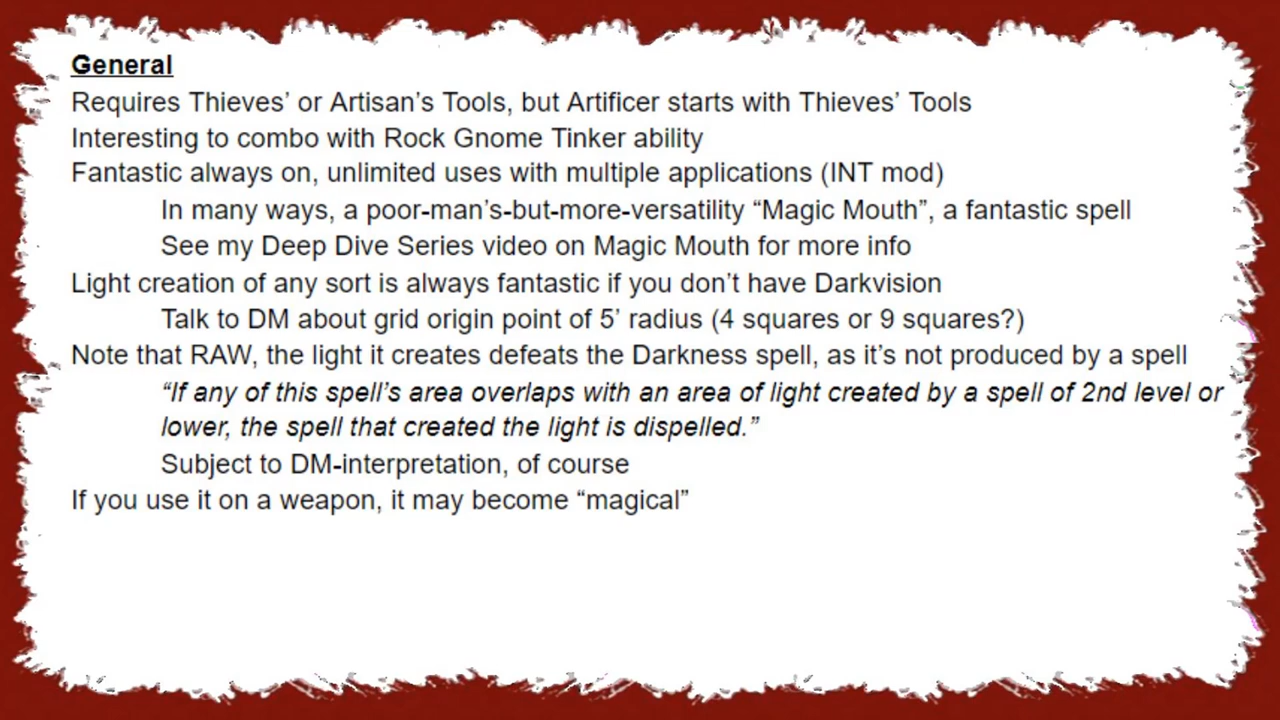 General
Requires Thieves’ or Artisan’s Tools, but Artificer starts with Thieves’ Tools
Interesting to combo with Rock Gnome Tinker ability
Fantastic always on, unlimited uses with multiple applications (INT mod)
In many ways, a poor-man’s-but-more-versatility “Magic Mouth”, a fantastic spell
See my Deep Dive Series video on Magic Mouth for more info
Light creation of any sort is always fantastic if you don’t have Darkvision
Talk to DM about grid origin point of 5’ radius (4 squares or 9 squares?)
Note that RAW, the light it creates defeats the Darkness spell, as it’s not produced by a spell
“If any of this spell’s area overlaps with an area of light created by a spell of 2nd level or
lower, the spell that created the light is dispelled.”
Subject to DM-interpretation, of course
If you use it on a weapon, it may become “magical”